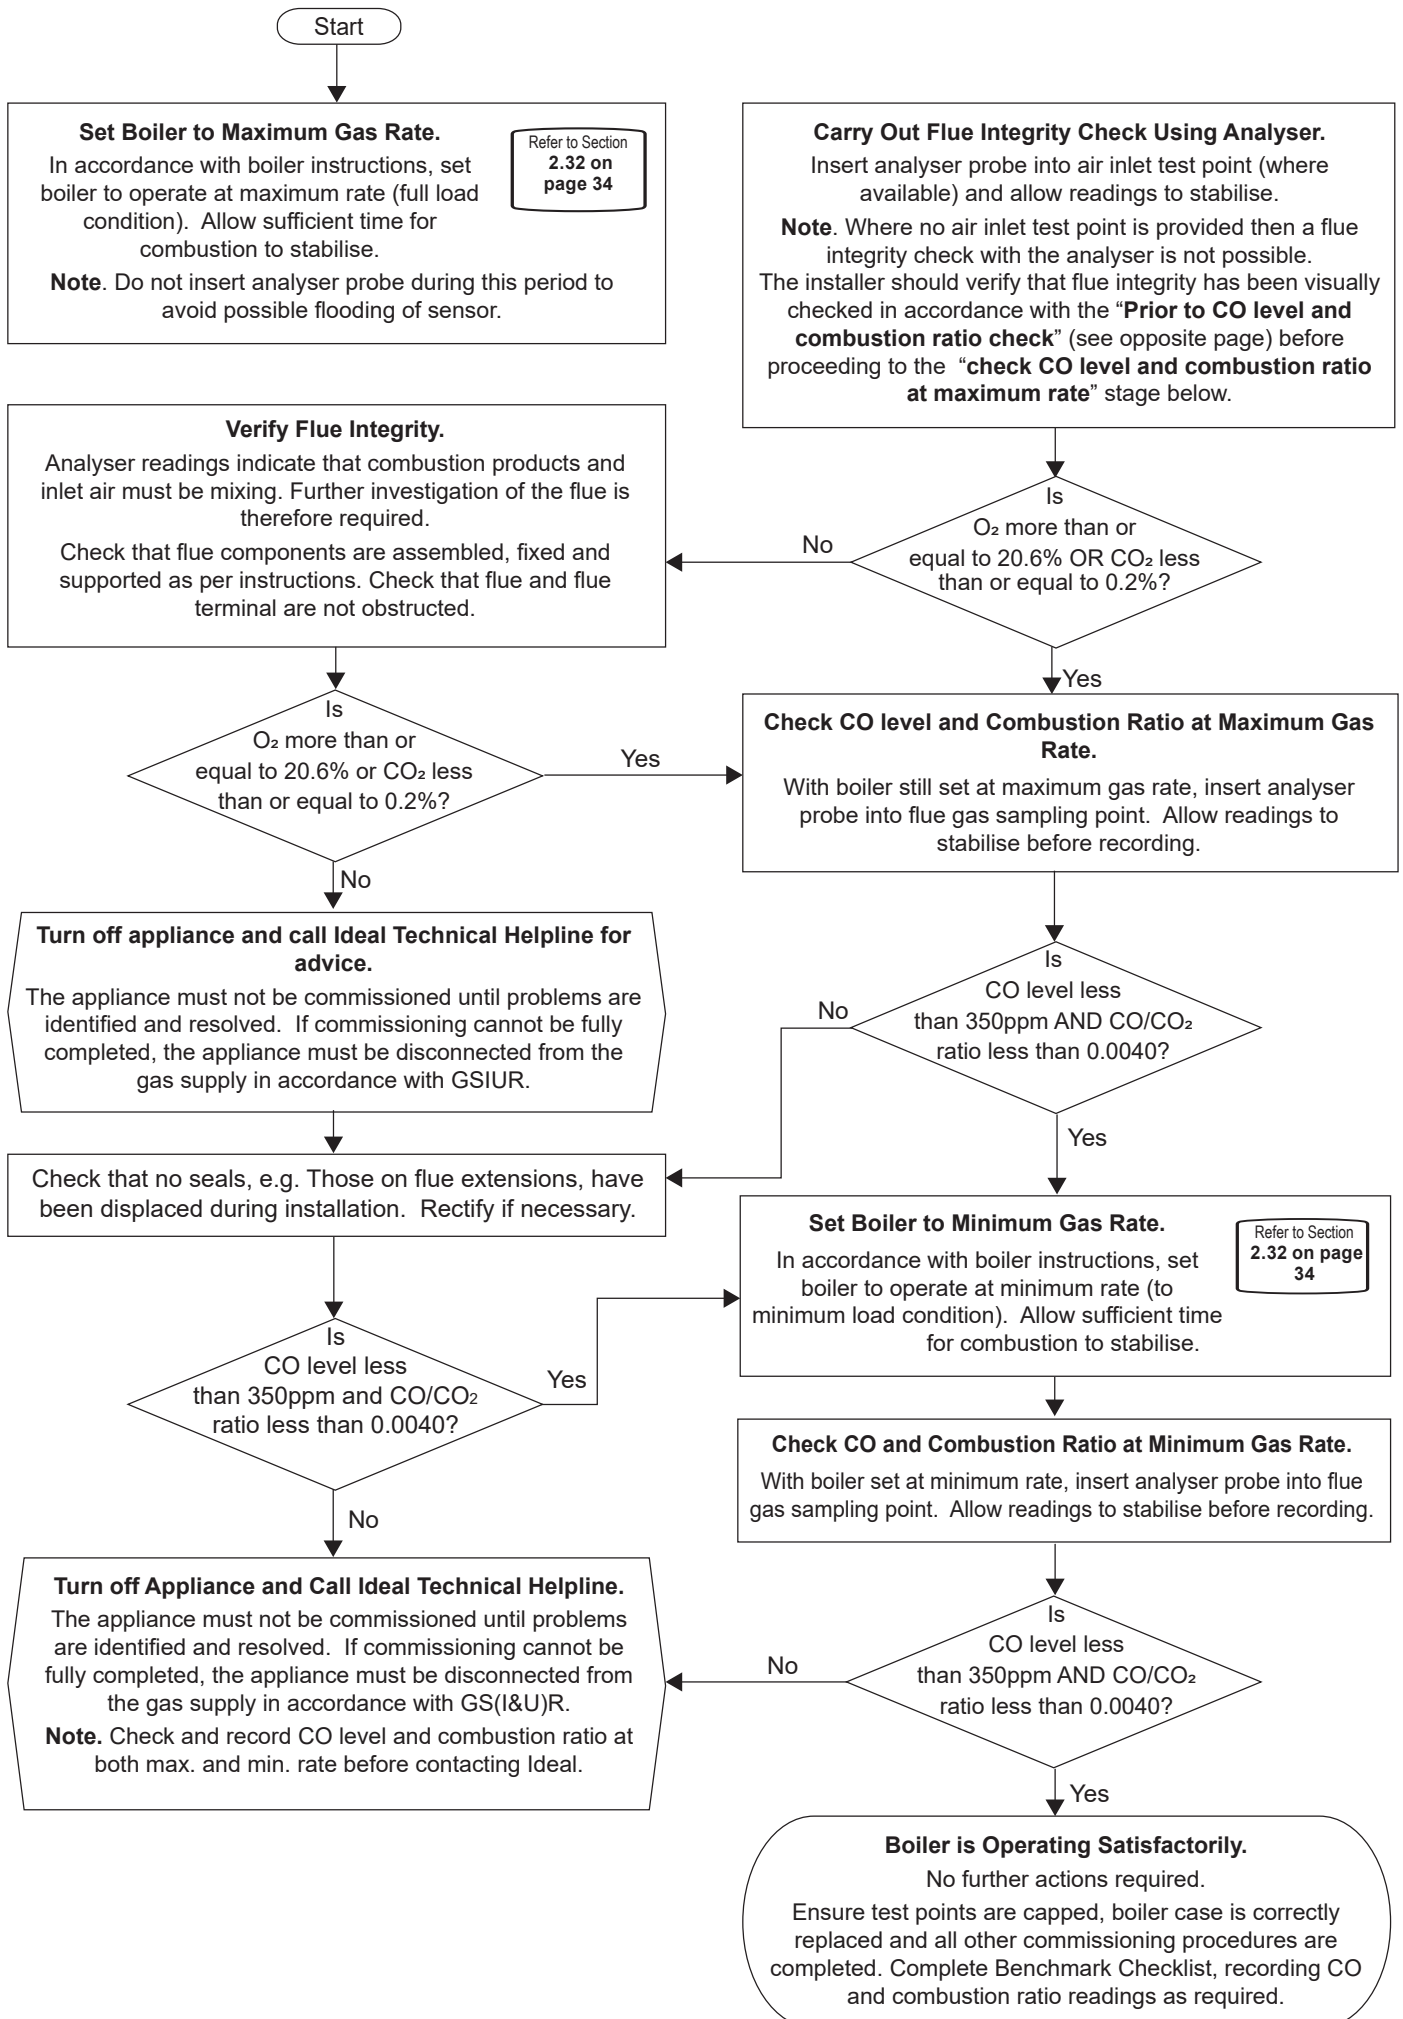 Start
Set Boiler to Maximum Gas Rate.
In accordance with boiler instructions, set
boiler to operate at maximum rate (full load
condition).  Allow sufficient time for
combustion to stabilise.
Note. Do not insert analyser probe during this period to
avoid possible flooding of sensor.
Refer to Section
2.32 on
page 34
Carry Out Flue Integrity Check Using Analyser.
Insert analyser probe into air inlet test point (where
available) and allow readings to stabilise.
Note. Where no air inlet test point is provided then a flue
integrity check with the analyser is not possible.
The installer should verify that flue integrity has been visually
checked in accordance with the “Prior to CO level and
combustion ratio check” (see opposite page) before
proceeding to the  “check CO level and combustion ratio
at maximum rate” stage below.
Is
O₂ more than or
equal to 20.6% OR CO₂ less
than or equal to 0.2%?
No
Yes
Verify Flue Integrity.
Analyser readings indicate that combustion products and
inlet air must be mixing. Further investigation of the flue is
therefore required.
Check that flue components are assembled, fixed and
supported as per instructions. Check that flue and flue
terminal are not obstructed.
Is
O₂ more than or
equal to 20.6% or CO₂ less
than or equal to 0.2%?
Yes
No
Check CO level and Combustion Ratio at Maximum Gas
Rate.
With boiler still set at maximum gas rate, insert analyser
probe into flue gas sampling point.  Allow readings to
stabilise before recording.
Turn off appliance and call Ideal Technical Helpline for
advice.
The appliance must not be commissioned until problems are
identified and resolved.  If commissioning cannot be fully
completed, the appliance must be disconnected from the
gas supply in accordance with GSIUR.
Is
CO level less
than 350ppm AND CO/CO₂
ratio less than 0.0040?
No
Yes
Check that no seals, e.g. Those on flue extensions, have
been displaced during installation.  Rectify if necessary.
Set Boiler to Minimum Gas Rate.
In accordance with boiler instructions, set
boiler to operate at minimum rate (to
minimum load condition).  Allow sufficient time
for combustion to stabilise.
Refer to Section
2.32 on page
34
Is
CO level less
than 350ppm and CO/CO₂
ratio less than 0.0040?
Yes
No
Check CO and Combustion Ratio at Minimum Gas Rate.
With boiler set at minimum rate, insert analyser probe into flue
gas sampling point.  Allow readings to stabilise before recording.
Turn off Appliance and Call Ideal Technical Helpline.
The appliance must not be commissioned until problems
are identified and resolved.  If commissioning cannot be
fully completed, the appliance must be disconnected from
the gas supply in accordance with GS(I&U)R.
Note. Check and record CO level and combustion ratio at
both max. and min. rate before contacting Ideal.
Is
CO level less
than 350ppm AND CO/CO₂
ratio less than 0.0040?
No
Yes
Boiler is Operating Satisfactorily.
No further actions required.
Ensure test points are capped, boiler case is correctly
replaced and all other commissioning procedures are
completed. Complete Benchmark Checklist, recording CO
and combustion ratio readings as required.